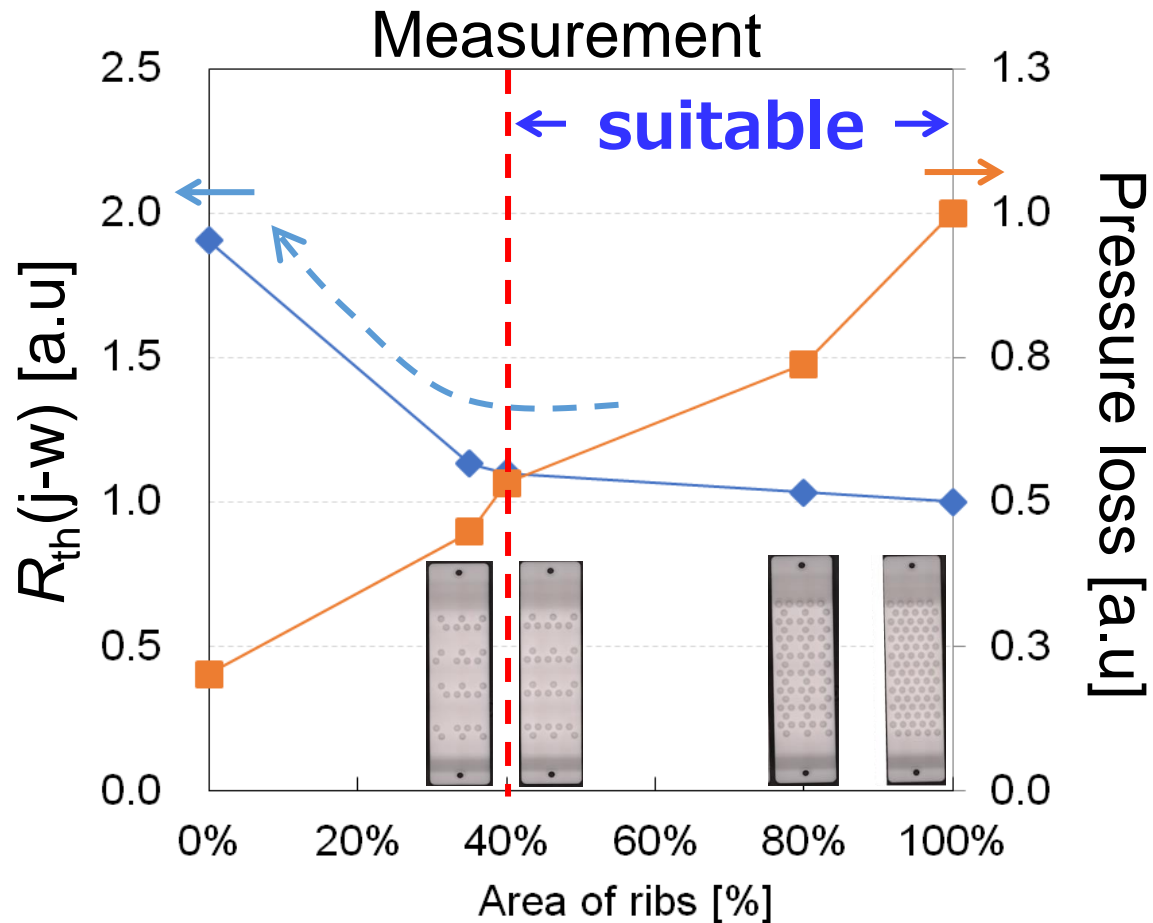 Measurement
suitable
2.5
2.0
1.5
1.0
0.5
0.0
R_th(j-w) [a.u]
1.3
1.0
0.8
0.5
0.3
0.0
Pressure loss [a.u]
0% 20% 40% 60% 80% 100%
Area of ribs [%]